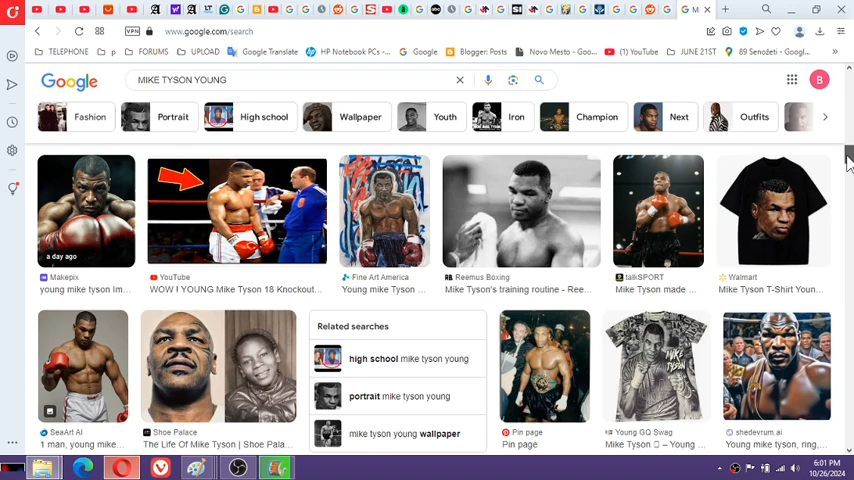 www.google.com/search
VPN
TELEPHONE
p
FORUMS
UPLOAD
Google Translate
HP Notebook PCs -...
Google
Blogger: Posts
Novo Mesto - Goog...
(1) YouTube
JUNE 21ST
89 Senožeti - Googl...
Google
MIKE TYSON YOUNG
B
Fashion
Portrait
High school
Wallpaper
Youth
Iron
Champion
Next
Outfits
a day ago
Makepix
young mike tyson Im...
YouTube
WOW ! YOUNG Mike Tyson 18 Knockout...
Fine Art America
Young mike Tyson ...
Reemus Boxing
Mike Tyson's training routine - Ree...
talkSPORT
Mike Tyson made ...
Walmart
Mike Tyson T-Shirt Youn...
Related searches
high school mike tyson young
portrait mike tyson young
mike tyson young wallpaper
MIKE
TYSON
SeaArt AI
1 man, young mike...
Shoe Palace
The Life Of Mike Tyson | Shoe Pala...
Pin page
Pin page
Young GQ Swag
Mike Tyson – Young ...
shedevrum.ai
Young mike tyson, ring,...
6:01 PM
10/26/2024